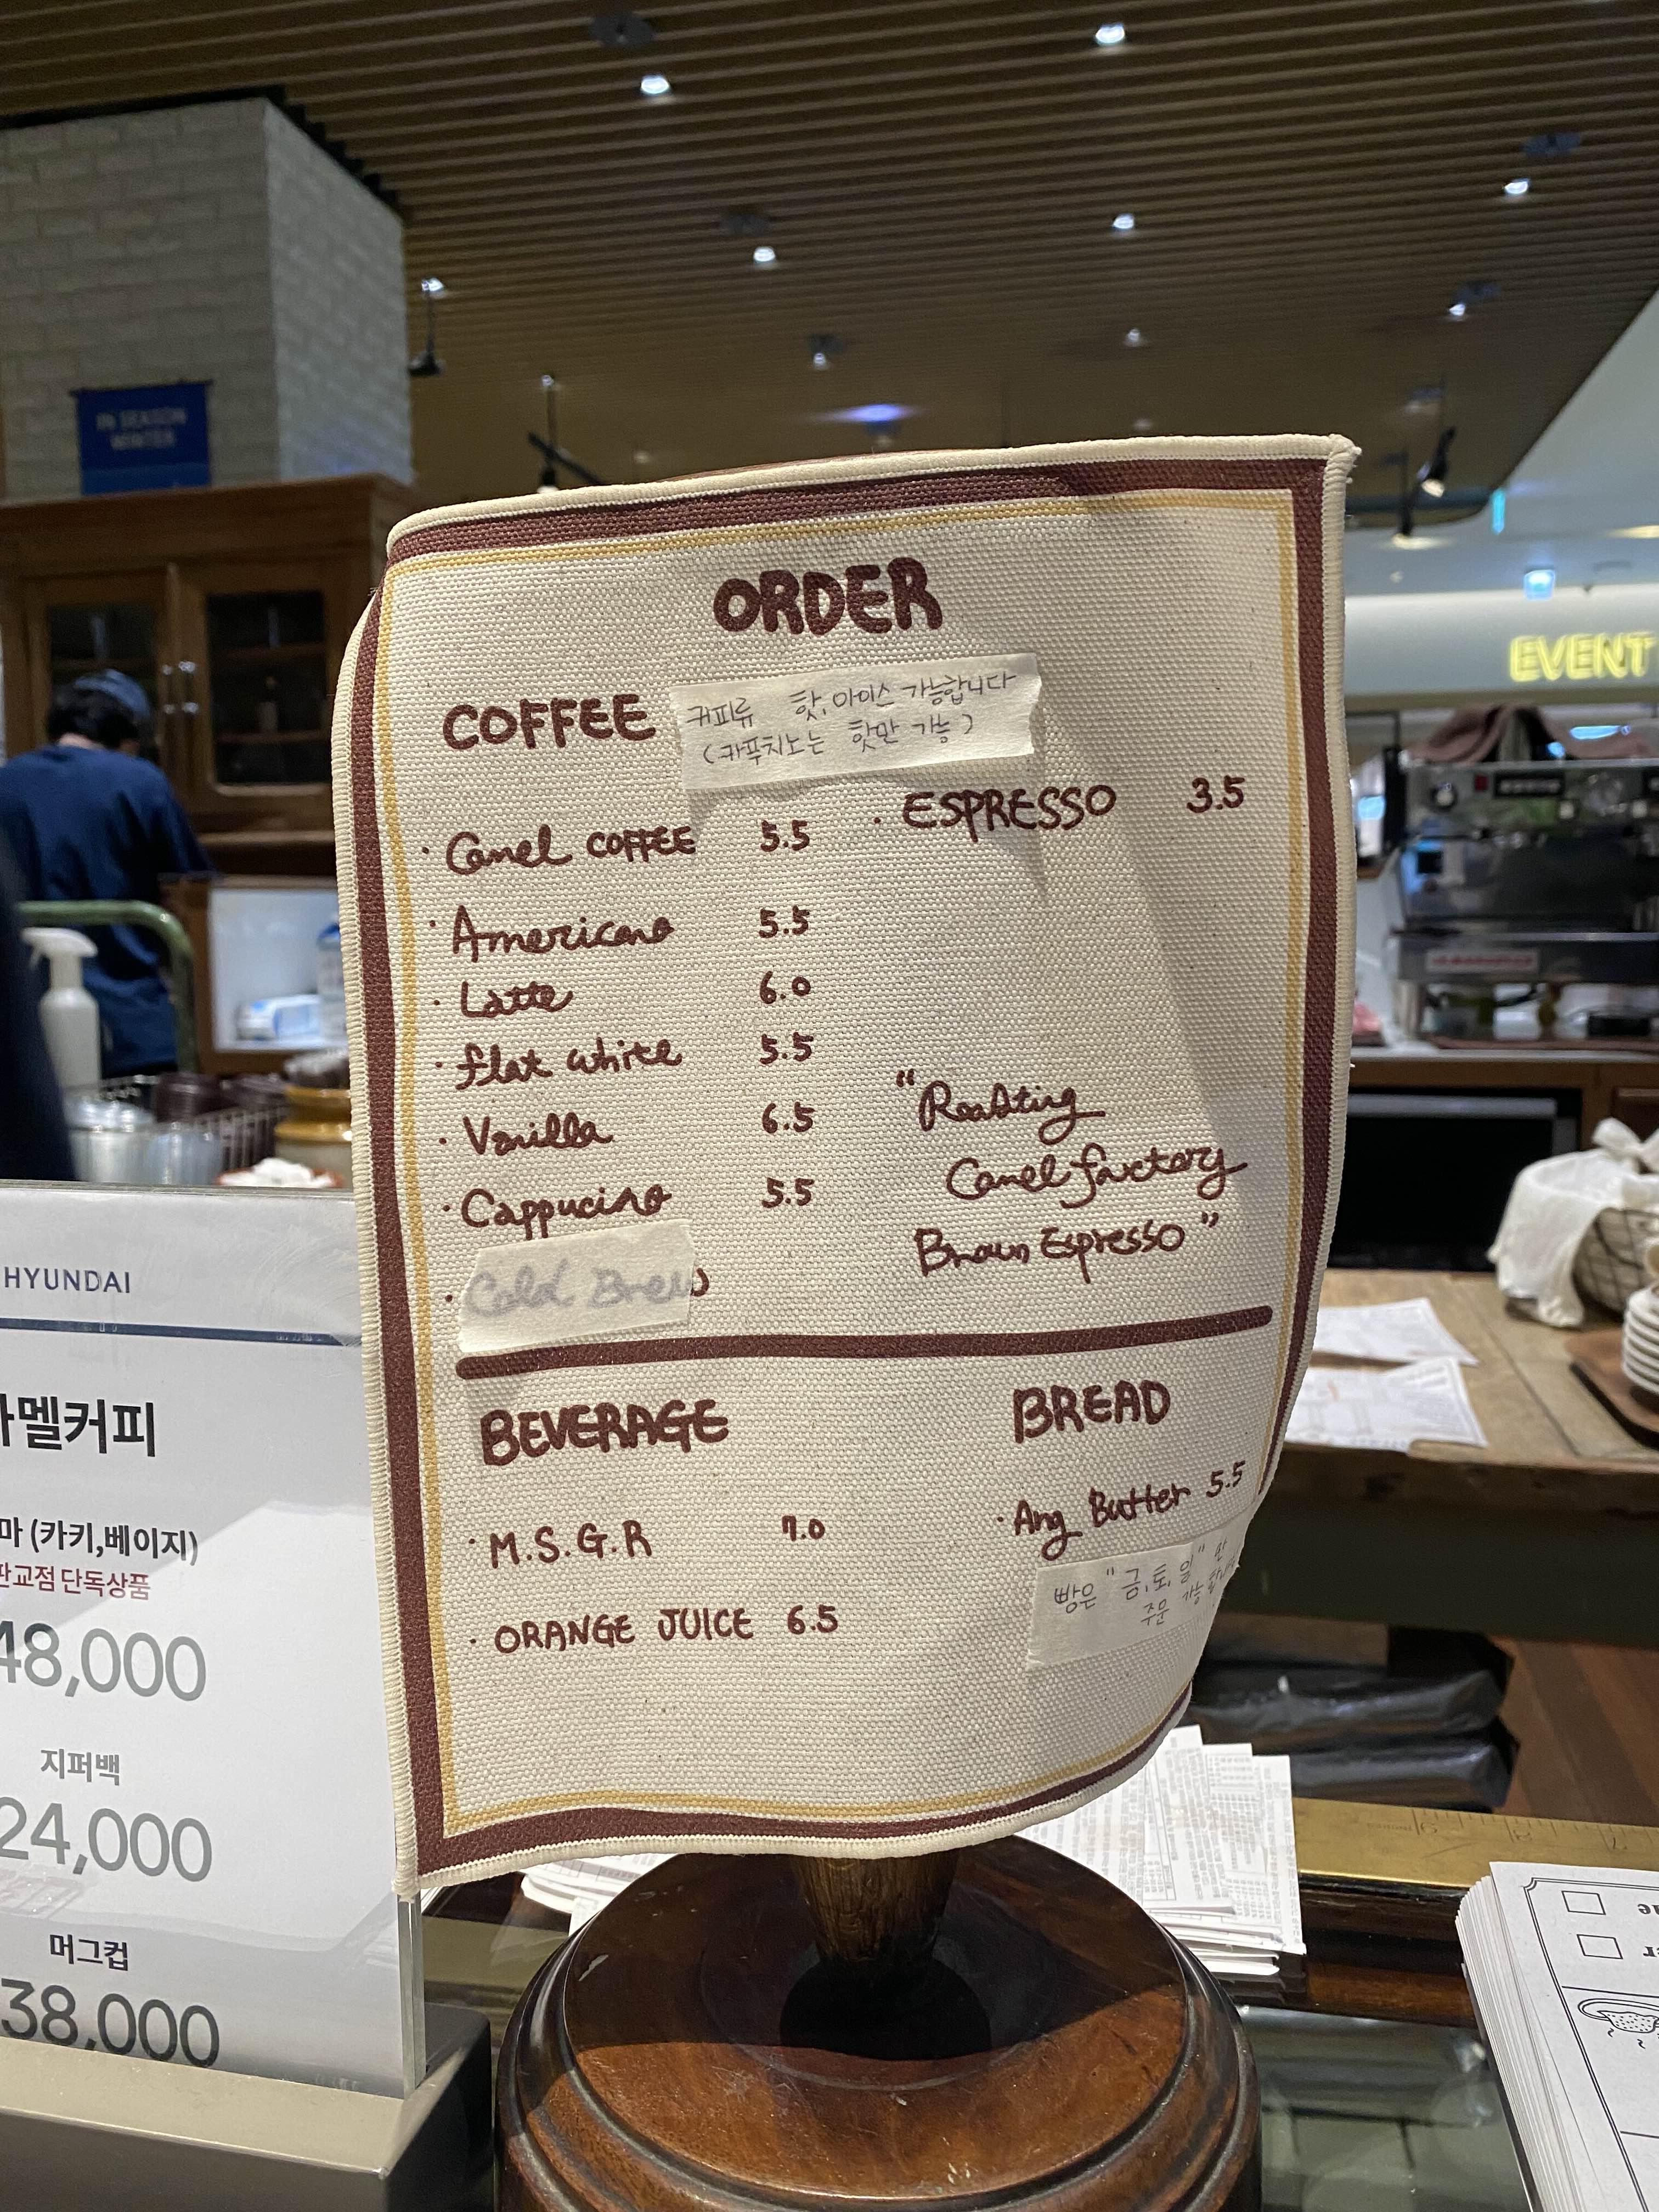 IN SEASON
WINTER
EVENT
ORDER
COFFEE
커피류 핫, 아이스 가능합니다
(카푸치노는 핫만 가능)
· Camel COFFEE 5.5
· ESPRESSO 3.5
· Americano 5.5
· Latte 6.0
· flat white 5.5
· Vanilla 6.5
· Cappucino 5.5
· Cold Brew
"Roasting
Camel factory
Brown Espresso"
BEVERAGE
· M.S.G.R 7.0
· ORANGE JUICE 6.5
BREAD
· Ang Butter 5.5
빵은 "금, 토, 일" 만
주문 가능
HYUNDAI
멜커피
마 (카키,베이지)
판교점 단독상품
48,000
지퍼백
24,000
머그컵
38,000